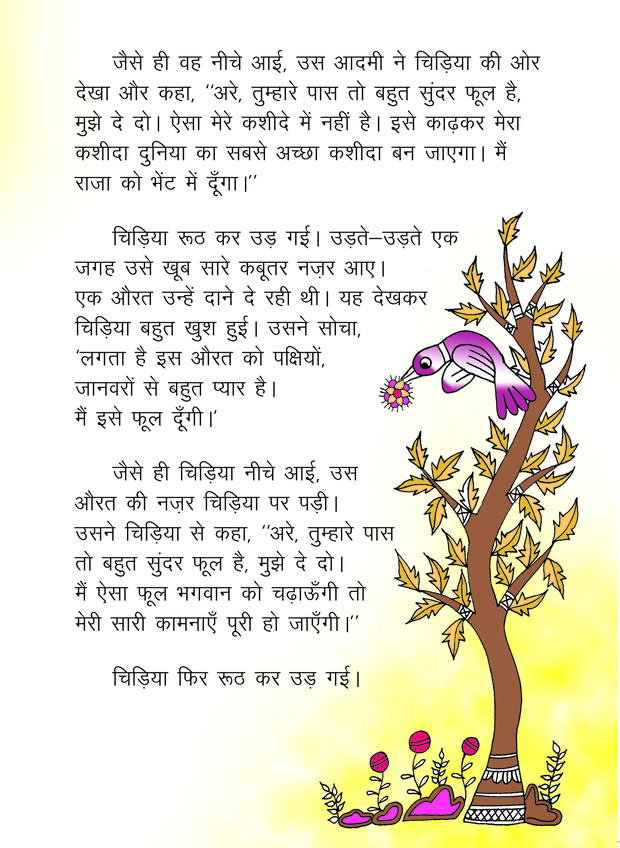 जैसे ही वह नीचे आई, उस आदमी ने चिड़िया की ओर
देखा और कहा, ‘‘अरे, तुम्हारे पास तो बहुत सुंदर फूल है,
मुझे दे दो। ऐसा मेरे कशीदे में नहीं है। इसे काढ़कर मेरा
कशीदा दुनिया का सबसे अच्छा कशीदा बन जाएगा। मैं
राजा को भेंट में दूँगा।’’
चिड़िया रूठ कर उड़ गई। उड़ते–उड़ते एक
जगह उसे खूब सारे कबूतर नज़र आए।
एक औरत उन्हें दाने दे रही थी। यह देखकर
चिड़िया बहुत खुश हुई। उसने सोचा,
‘लगता है इस औरत को पक्षियों,
जानवरों से बहुत प्यार है।
मैं इसे फूल दूँगी।’
जैसे ही चिड़िया नीचे आई, उस
औरत की नज़र चिड़िया पर पड़ी।
उसने चिड़िया से कहा, ‘‘अरे, तुम्हारे पास
तो बहुत सुंदर फूल है, मुझे दे दो।
मैं ऐसा फूल भगवान को चढ़ाऊँगी तो
मेरी सारी कामनाएँ पूरी हो जाएँगी।’’
चिड़िया फिर रूठ कर उड़ गई।